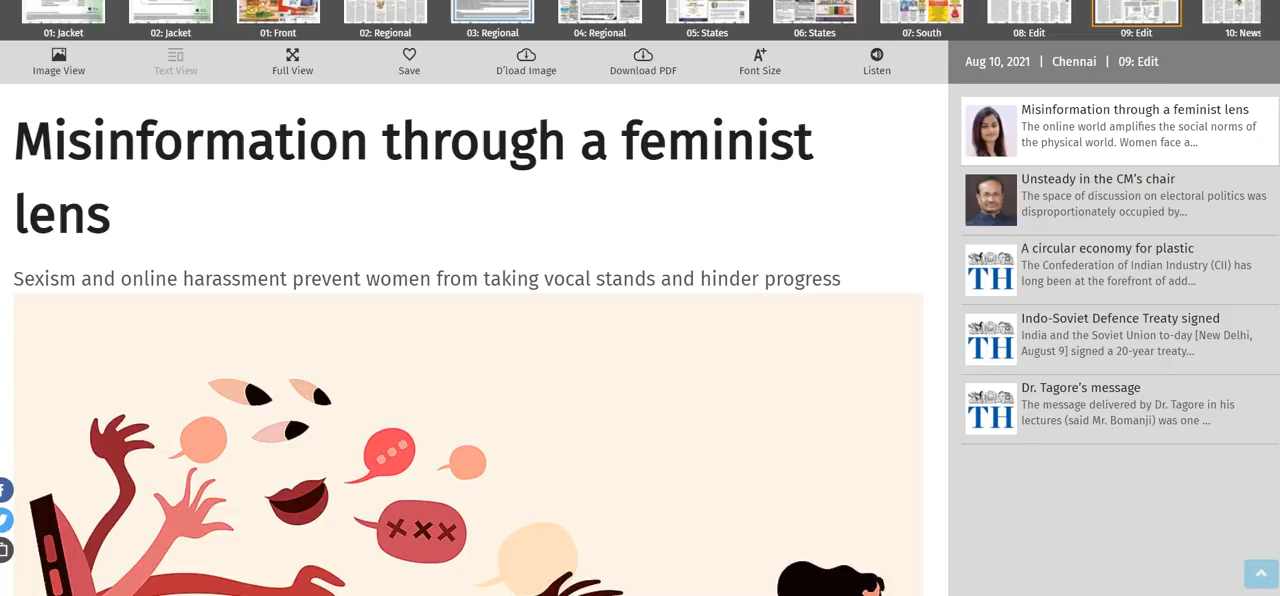 01: Jacket
02: Jacket
01: Front
02: Regional
03: Regional
04: Regional
05: States
06: States
07: South
08: Edit
09: Edit
10: News
Image View
Text View
Full View
Save
D'load Image
Download PDF
Font Size
Listen
Aug 10, 2021 | Chennai | 09: Edit
Misinformation through a feminist
lens
Sexism and online harassment prevent women from taking vocal stands and hinder progress
Misinformation through a feminist lens
The online world amplifies the social norms of
the physical world. Women face a...
Unsteady in the CM's chair
The space of discussion on electoral politics was
disproportionately occupied by...
TH
A circular economy for plastic
The Confederation of Indian Industry (CII) has
long been at the forefront of add...
TH
Indo-Soviet Defence Treaty signed
India and the Soviet Union to-day [New Delhi,
August 9] signed a 20-year treaty...
TH
Dr. Tagore's message
The message delivered by Dr. Tagore in his
lectures (said Mr. Bomanji) was one ...